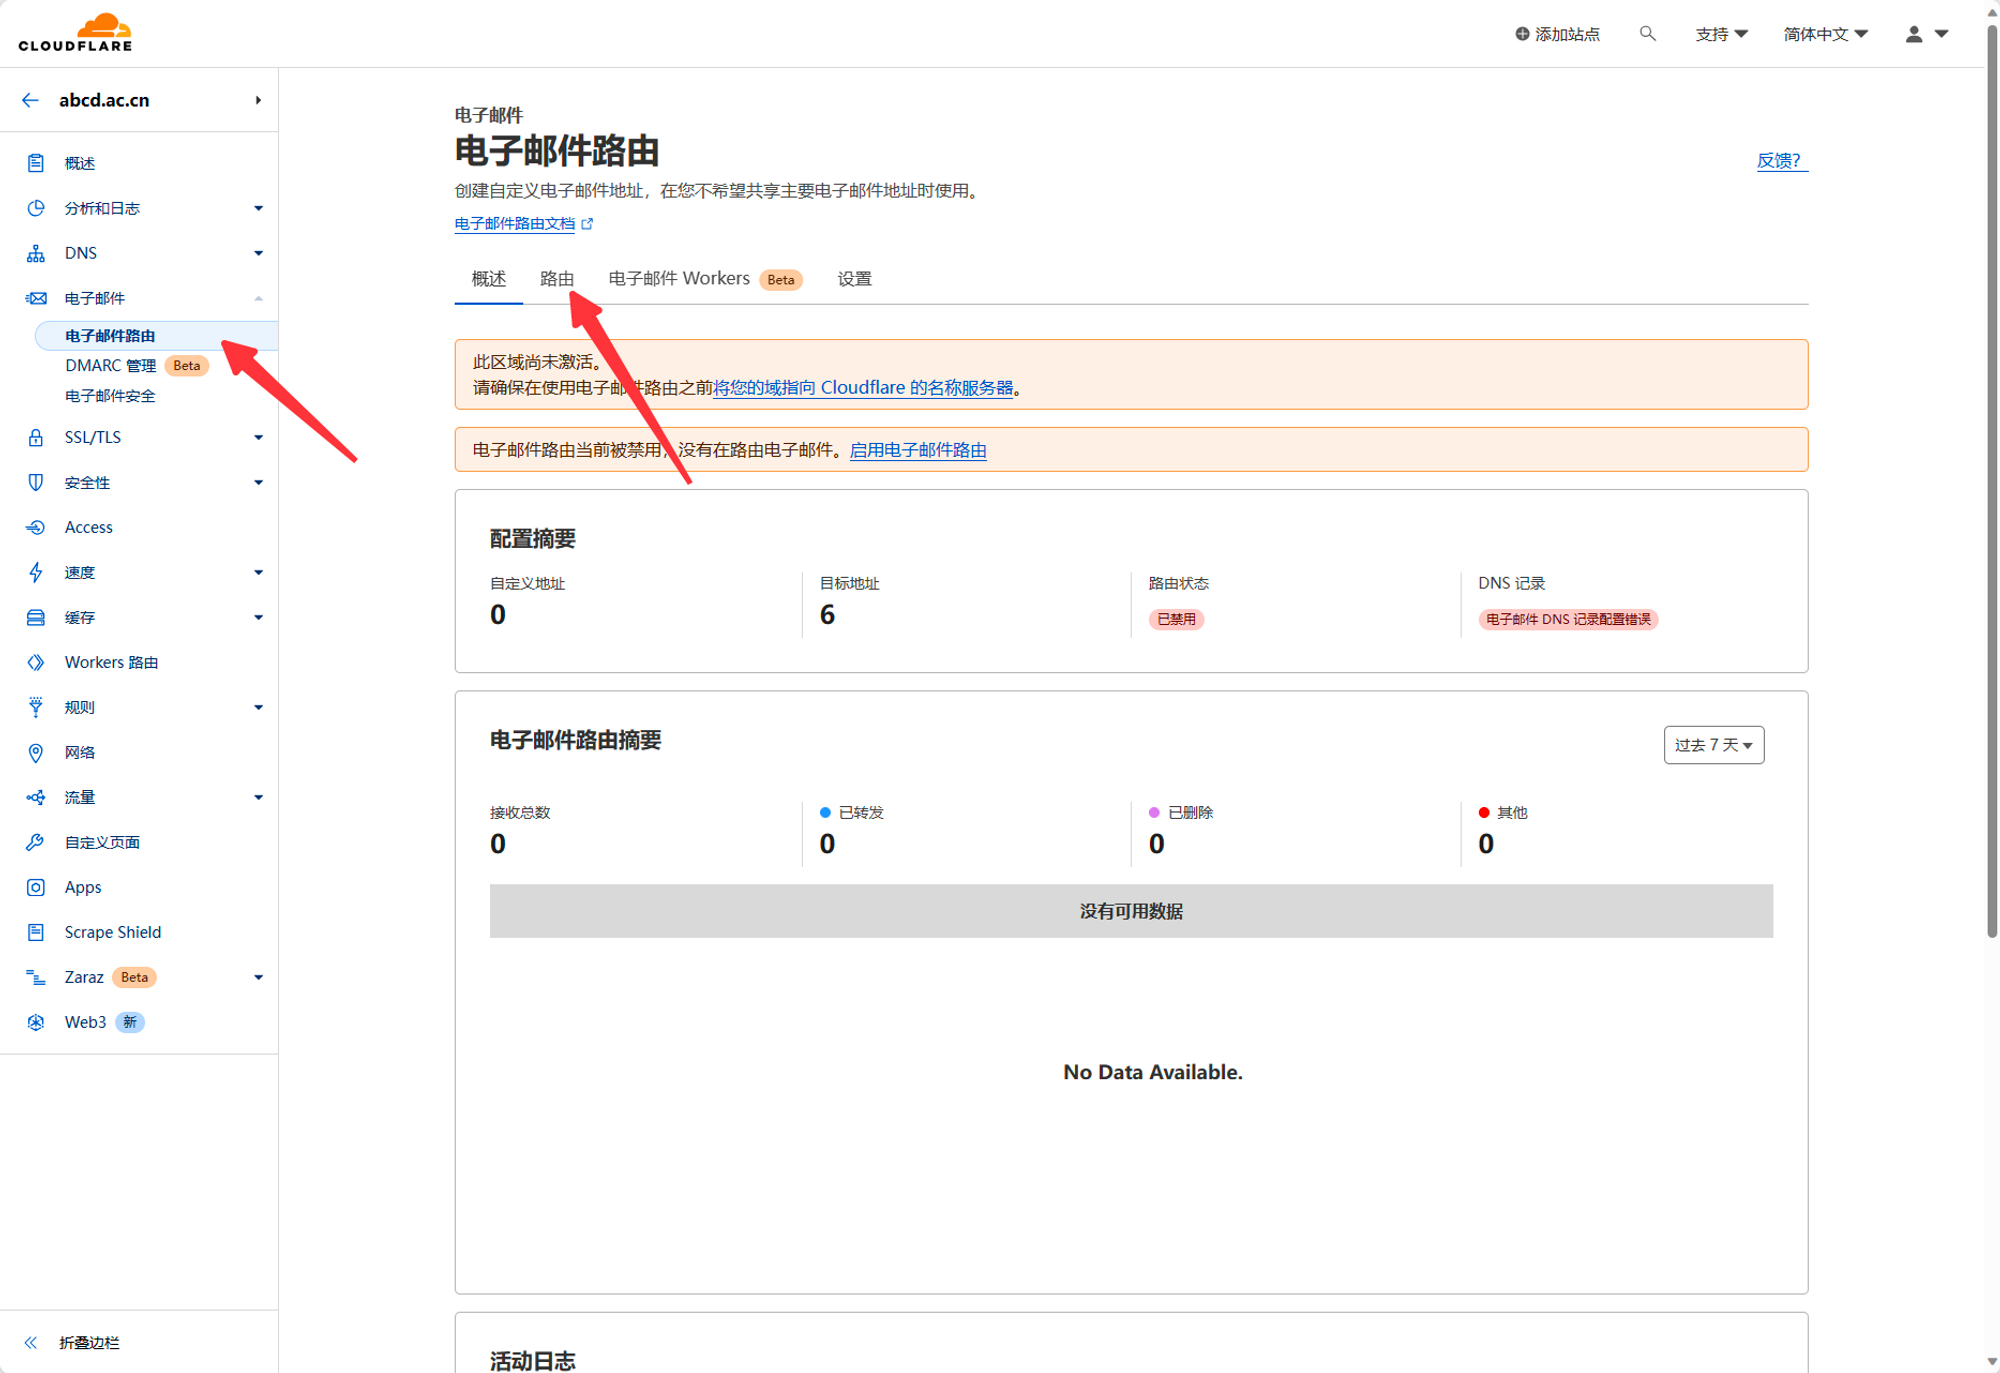 CLOUDFLARE
添加站点
支持
简体中文
abcd.ac.cn
概述
分析和日志
DNS
电子邮件
电子邮件路由
DMARC 管理 Beta
电子邮件安全
SSL/TLS
安全性
Access
速度
缓存
Workers 路由
规则
网络
流量
自定义页面
Apps
Scrape Shield
Zaraz Beta
Web3 新
折叠边栏
电子邮件
电子邮件路由
创建自定义电子邮件地址，在您不希望共享主要电子邮件地址时使用。
电子邮件路由文档
反馈?
概述 路由 电子邮件 Workers Beta 设置
此区域尚未激活。
请确保在使用电子邮件路由之前将您的域指向 Cloudflare 的名称服务器。
电子邮件路由当前被禁用，没有在路由电子邮件。启用电子邮件路由
配置摘要
自定义地址 目标地址 路由状态 DNS 记录
0 6 已禁用 电子邮件 DNS 记录配置错误
电子邮件路由摘要
过去 7 天
接收总数 已转发 已删除 其他
0 0 0 0
没有可用数据
No Data Available.
活动日志